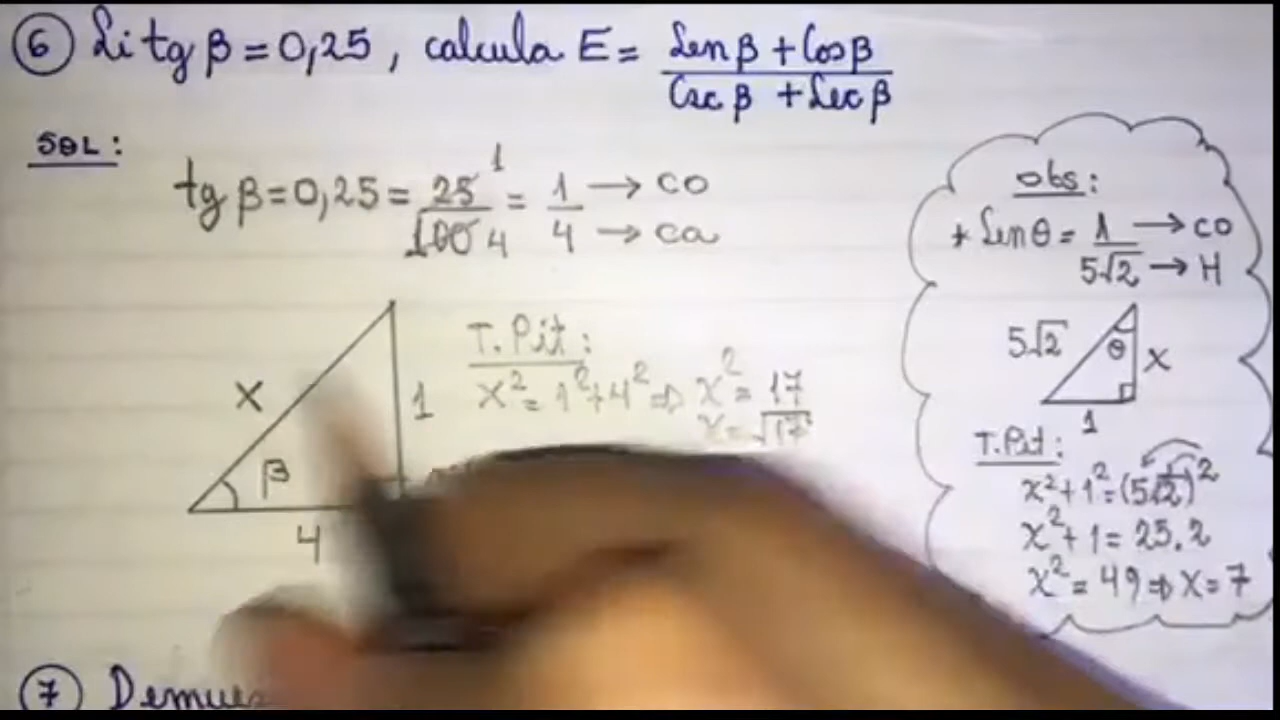 6 Si tg β = 0,25 , calcula E = (Sen β + Cos β) / (Csc β + Sec β)
SOL:
tg β = 0,25 = 25/100 = 1/4
1
4
→ co
→ ca
x
1
β
4
T. Pit:
x² = 1² + 4² ⇒ x² = 17
x = √17
obs:
* Sen θ = 1/5√2
→ co
→ H
5√2
θ
x
1
T. Pit:
x² + 1² = (5√2)²
x² + 1 = 25.2
x² = 49 ⇒ x = 7
7